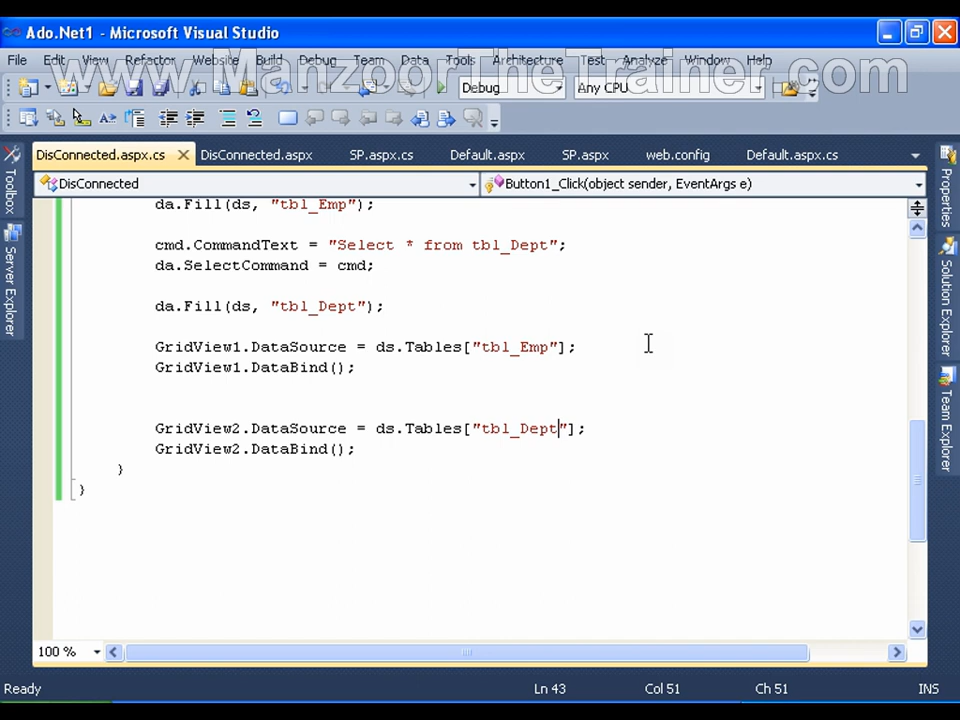 Ado.Net1 - Microsoft Visual Studio
File Edit View Refactor Website Build Debug Team Data Tools Architecture Test Analyze Window Help
www.ManzoorTheTrainer.com
Debug Any CPU
DisConnected.aspx.cs DisConnected.aspx SP.aspx.cs Default.aspx SP.aspx web.config Default.aspx.cs
DisConnected Button1_Click(object sender, EventArgs e)
Toolbox
Server Explorer
Properties
Solution Explorer
Team Explorer
da.Fill(ds, "tbl_Emp");
cmd.CommandText = "Select * from tbl_Dept";
da.SelectCommand = cmd;
da.Fill(ds, "tbl_Dept");
GridView1.DataSource = ds.Tables["tbl_Emp"];
GridView1.DataBind();
GridView2.DataSource = ds.Tables["tbl_Dept"];
GridView2.DataBind();
}
}
100 %
Ready Ln 43 Col 51 Ch 51 INS